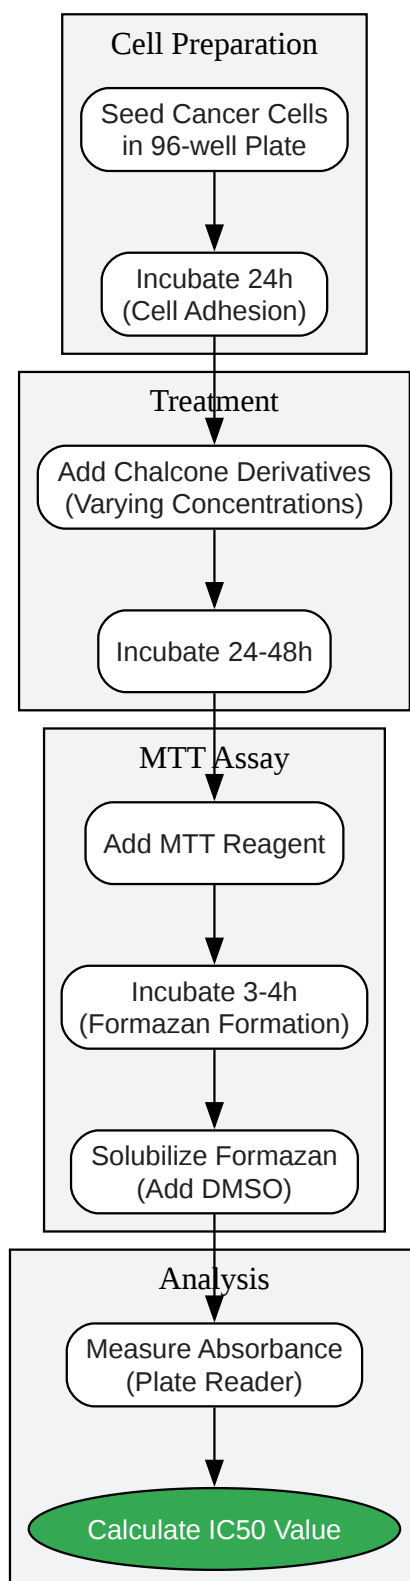 Cell Preparation
Seed Cancer Cells
in 96-well Plate
Incubate 24h
(Cell Adhesion)
Treatment
Add Chalcone Derivatives
(Varying Concentrations)
Incubate 24-48h
MTT Assay
Add MTT Reagent
Incubate 3-4h
(Formazan Formation)
Solubilize Formazan
(Add DMSO)
Analysis
Measure Absorbance
(Plate Reader)
Calculate IC50 Value